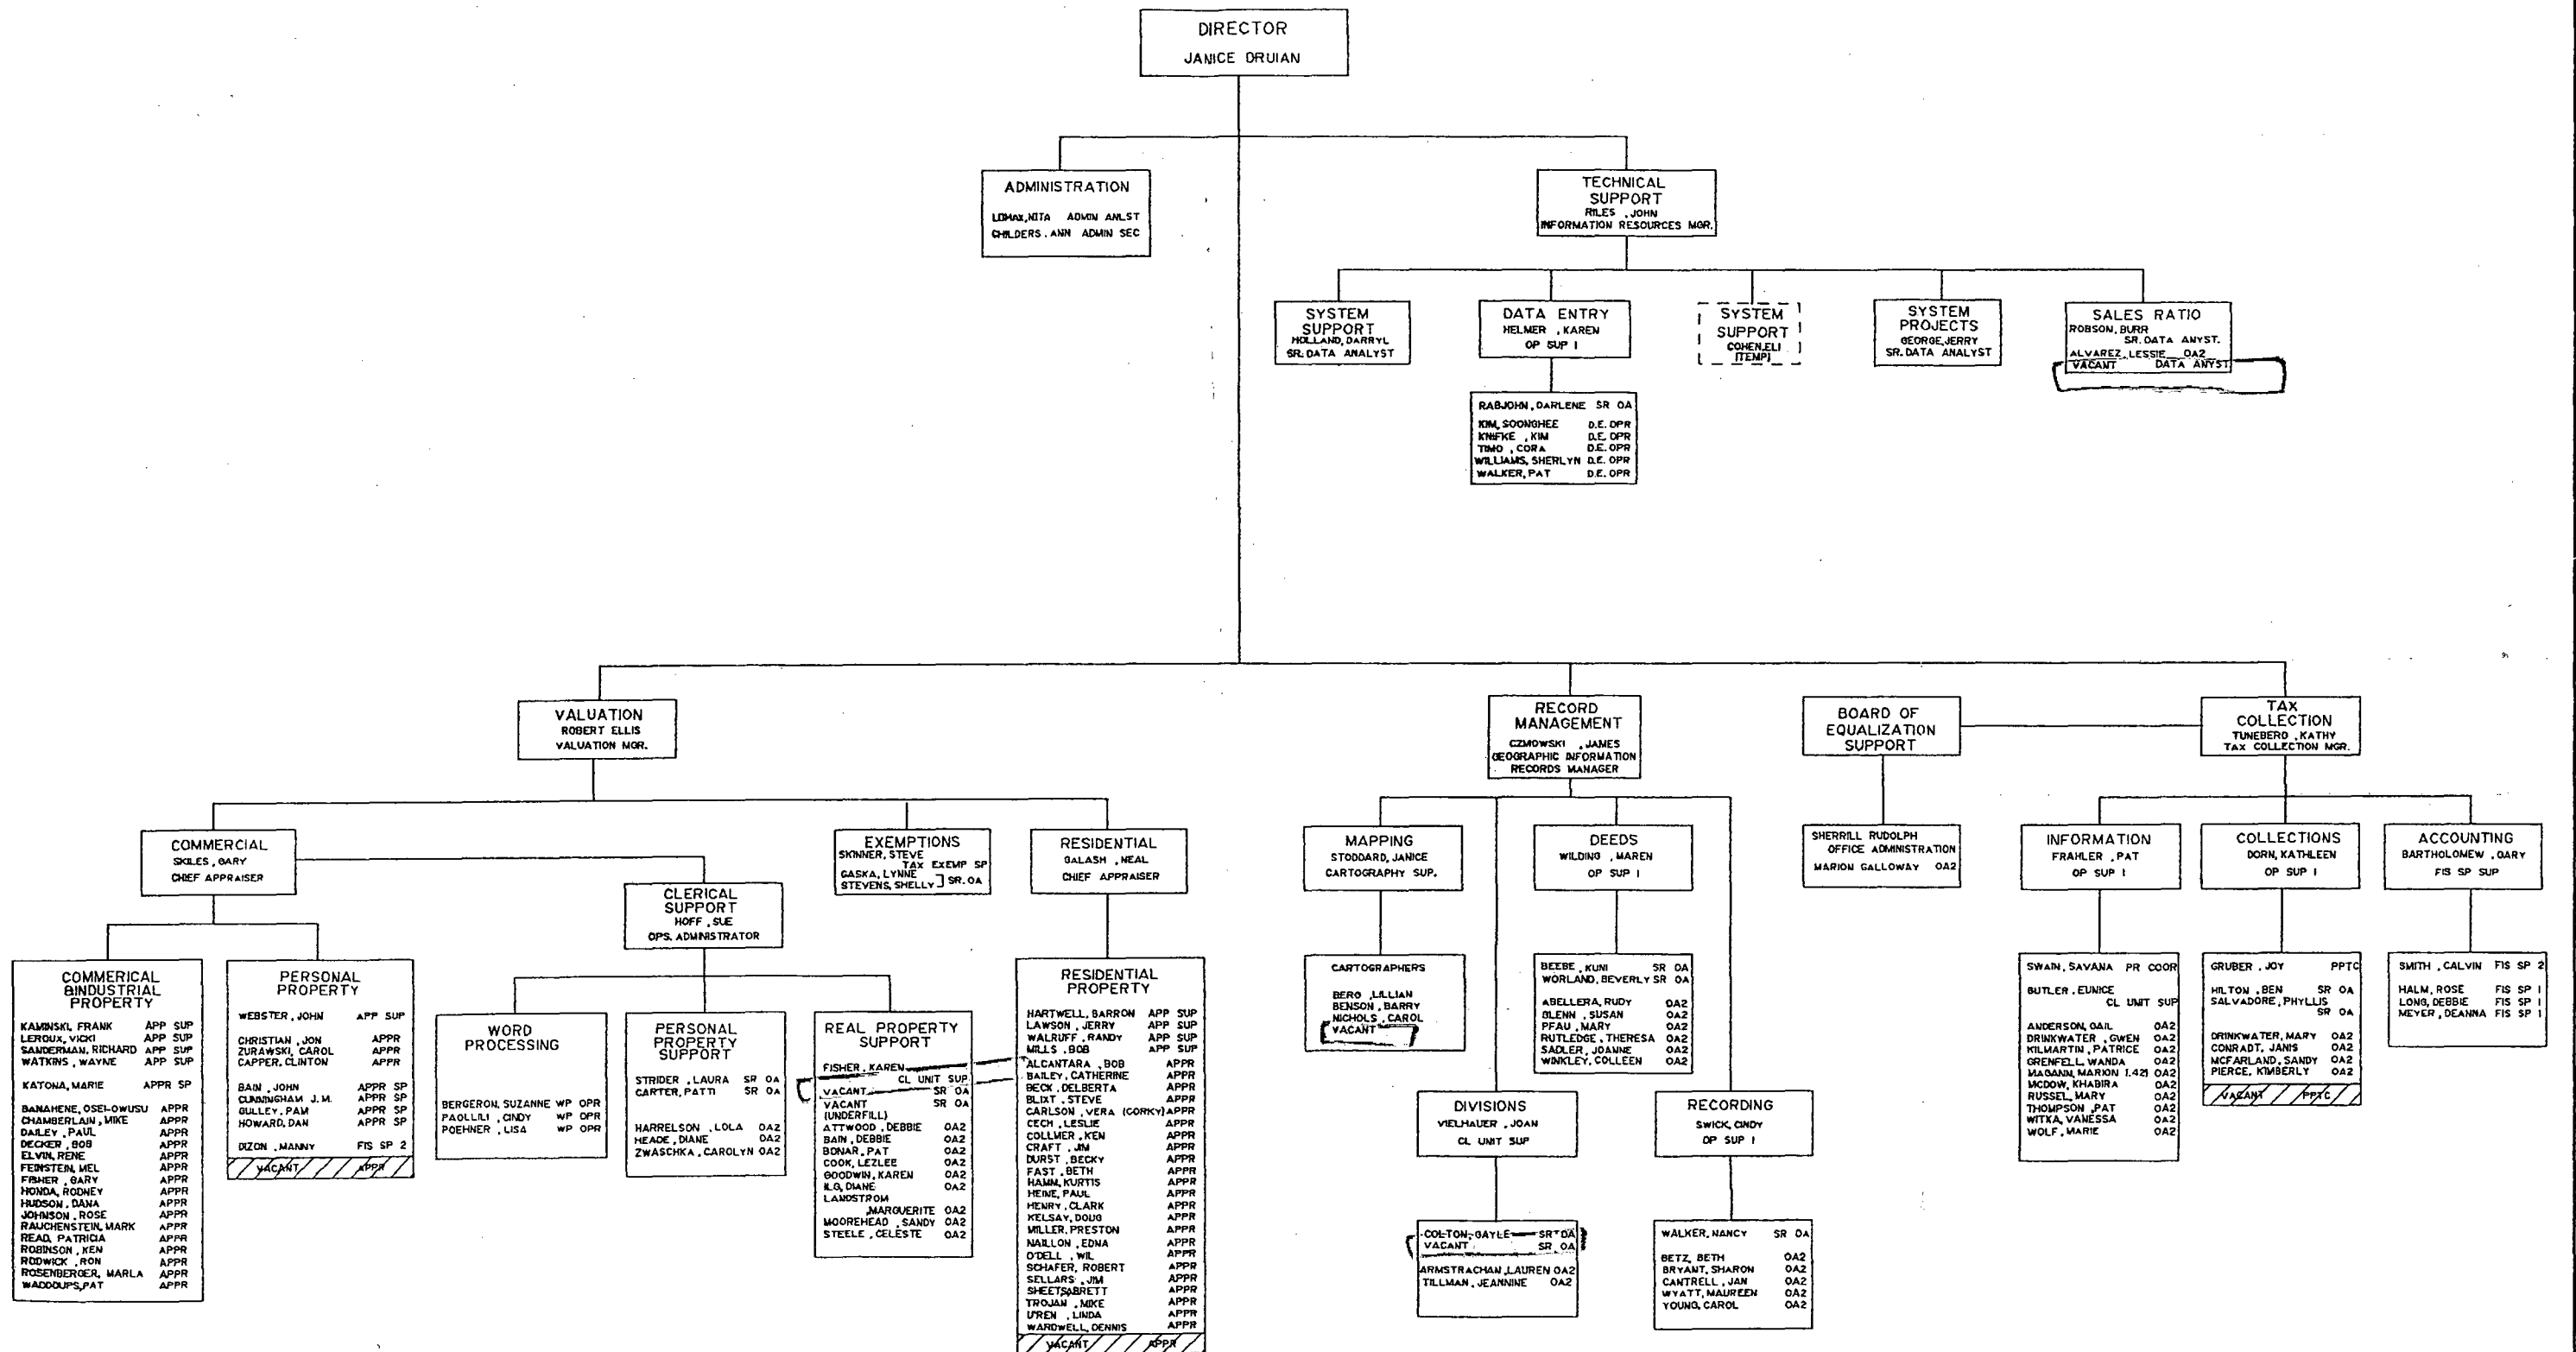 DIRECTOR
JANICE DRUIAN
ADMINISTRATION
LOMAX, NITA ADMIN ANLST
CHILDERS, ANN ADMIN SEC
TECHNICAL
SUPPORT
RILES , JOHN
INFORMATION RESOURCES MGR.
SYSTEM
SUPPORT
HOLLAND, DARRYL
SR. DATA ANALYST
DATA ENTRY
HELMER , KAREN
OP SUP 1
SYSTEM
SUPPORT
COHEN, ELI
(TEMP)
SYSTEM
PROJECTS
GEORGE, JERRY
SR. DATA ANALYST
SALES RATIO
ROBSON, BURR
SR. DATA ANYST.
ALVAREZ, LESSIE OA2
VACANT DATA ANYST
RABJOHN, DARLENE SR OA
KIM, SOONGHEE D.E. OPR
KNIFKE , KIM D.E. OPR
TIMO , CORA D.E. OPR
WILLIAMS, SHERLYN D.E. OPR
WALKER, PAT D.E. OPR
VALUATION
ROBERT ELLIS
VALUATION MGR.
RECORD
MANAGEMENT
CZMOWSKI , JAMES
GEOGRAPHIC INFORMATION
RECORDS MANAGER
BOARD OF
EQUALIZATION
SUPPORT
TAX
COLLECTION
TUNEBERG , KATHY
TAX COLLECTION MGR.
COMMERCIAL
SKILES , GARY
CHIEF APPRAISER
EXEMPTIONS
SKINNER, STEVE
TAX EXEMP SP
GASKA, LYNNE
STEVENS, SHELLY ] SR. OA
RESIDENTIAL
GALASH , NEAL
CHIEF APPRAISER
CLERICAL
SUPPORT
HOFF , SUE
OPS. ADMINISTRATOR
MAPPING
STODDARD, JANICE
CARTOGRAPHY SUP.
DEEDS
WILDING , MAREN
OP SUP 1
SHERRILL RUDOLPH
OFFICE ADMINISTRATION
MARION GALLOWAY OA2
INFORMATION
FRAHLER , PAT
OP SUP 1
COLLECTIONS
DORN, KATHLEEN
OP SUP 1
ACCOUNTING
BARTHOLOMEW , GARY
FIS SP SUP
COMMERICAL
&INDUSTRIAL
PROPERTY
KAMINSKI, FRANK APP SUP
LEROUX, VICKI APP SUP
SANDERMAN, RICHARD APP SUP
WATKINS , WAYNE APP SUP
KATONA, MARIE APPR SP
BANAHENE, OSEI-OWUSU APPR
CHAMBERLAIN , MIKE APPR
DAILEY , PAUL APPR
DECKER , BOB APPR
ELVIN, RENE APPR
FEINSTEIN, MEL APPR
FISHER , GARY APPR
HONDA, RODNEY APPR
HUDSON, DANA APPR
JOHNSON , ROSE APPR
RAUCHENSTEIN, MARK APPR
READ, PATRICIA APPR
ROBINSON , KEN APPR
RODWICK , RON APPR
ROSENBERGER, MARLA APPR
WADDOUPS, PAT APPR
PERSONAL
PROPERTY
WEBSTER , JOHN APP SUP
CHRISTIAN , JON APPR
ZURAWSKI, CAROL APPR
CAPPER, CLINTON APPR
BAIN , JOHN APPR SP
CUNNINGHAM J.M. APPR SP
GULLEY, PAM APPR SP
HOWARD, DAN APPR SP
DIZON , MANNY FIS SP 2
VACANT APPR
WORD
PROCESSING
BERGERON, SUZANNE WP OPR
PAOLLILI , CINDY WP OPR
POEHNER , LISA WP OPR
PERSONAL
PROPERTY
SUPPORT
STRIDER , LAURA SR OA
CARTER, PATTI SR OA
HARRELSON , LOLA OA2
HEADE, DIANE OA2
ZWASCHKA, CAROLYN OA2
REAL PROPERTY
SUPPORT
FISHER , KAREN
CL UNIT SUP
VACANT SR OA
VACANT SR OA
(UNDERFILL)
ATTWOOD , DEBBIE OA2
BAIN , DEBBIE OA2
BONAR, PAT OA2
COOK, LEZLEE OA2
GOODWIN, KAREN OA2
ILG, DIANE OA2
LANDSTROM
,MARGUERITE OA2
MOOREHEAD , SANDY OA2
STEELE , CELESTE OA2
RESIDENTIAL
PROPERTY
HARTWELL, BARRON APP SUP
LAWSON , JERRY APP SUP
WALRUFF , RANDY APP SUP
MILLS , BOB APP SUP
ALCANTARA , BOB APPR
BAILEY, CATHERINE APPR
BECK , DELBERTA APPR
BLIXT , STEVE APPR
CARLSON , VERA (CORKY) APPR
CECH , LESLIE APPR
COLLMER , KEN APPR
CRAFT , JIM APPR
DURST , BECKY APPR
FAST , BETH APPR
HAMM, KURTIS APPR
HEINE, PAUL APPR
HENRY , CLARK APPR
KELSAY, DOUG APPR
MILLER, PRESTON APPR
NAILLON , EDNA APPR
O'DELL , WIL APPR
SCHAFER, ROBERT APPR
SELLARS , JIM APPR
SHEETS, BRETT APPR
TROJAN , MIKE APPR
U'REN , LINDA APPR
WARDWELL, DENNIS APPR
VACANT APPR
CARTOGRAPHERS
BERG , LILLIAN
BENSON , BARRY
NICHOLS , CAROL
VACANT
BEEBE , KUNI SR OA
WORLAND, BEVERLY SR OA
ABELLERA, RUDY OA2
GLENN , SUSAN OA2
PFAU , MARY OA2
RUTLEDGE , THERESA OA2
SADLER , JOANNE OA2
WINKLEY, COLLEEN OA2
DIVISIONS
VIELHAUER , JOAN
CL UNIT SUP
RECORDING
SWICK, CINDY
OP SUP 1
COLTON, GAYLE SR OA
VACANT SR OA
ARMSTRACHAN , LAUREN OA2
TILLMAN , JEANNINE OA2
WALKER, NANCY SR OA
BETZ, BETH OA2
BRYANT, SHARON OA2
CANTRELL , JAN OA2
WYATT , MAUREEN OA2
YOUNG, CAROL OA2
SWAIN, SAVANA PR COOR
BUTLER , EUNICE
CL UNIT SUP
ANDERSON, GAIL OA2
DRINKWATER , GWEN OA2
KILMARTIN , PATRICE OA2
GRENFELL, WANDA OA2
MAGANN, MARION (.42) OA2
MCDOW, KHABIRA OA2
RUSSEL, MARY OA2
THOMPSON , PAT OA2
WITKA, VANESSA OA2
WOLF , MARIE OA2
GRUBER , JOY PPTC
HILTON , BEN SR OA
SALVADORE, PHYLLIS
SR OA
DRINKWATER, MARY OA2
CONRADT, JANIS OA2
MCFARLAND, SANDY OA2
PIERCE, KIMBERLY OA2
VACANT PPTC
SMITH , CALVIN FIS SP 2
HALM, ROSE FIS SP 1
LONG, DEBBIE FIS SP 1
MEYER , DEANNA FIS SP 1